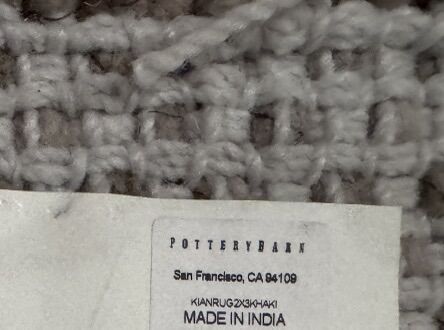 POTTERYBARN
San Francisco, CA 94109
KIANRUG2X3KHAKI
MADE IN INDIA